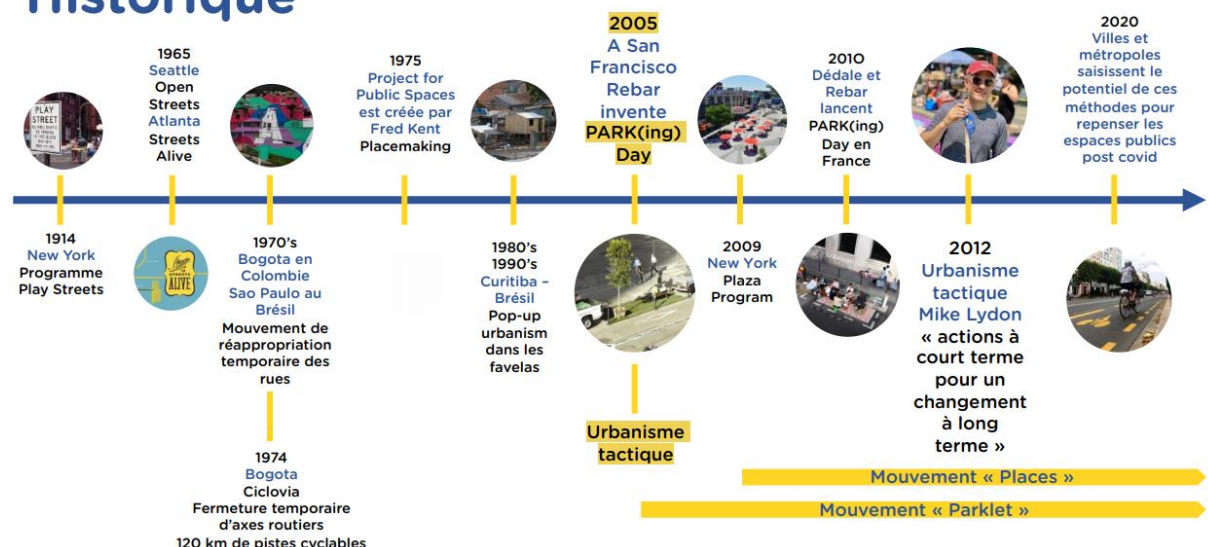 Historique
1914
New York
Programme
Play Streets
PLAY
STREET
1965
Seattle
Open
Streets
Atlanta
Streets
Alive
STREETS
ALIVE
1970's
Bogota en
Colombie
Sao Paulo au
Brésil
Mouvement de
réappropriation
temporaire des
rues
1974
Bogota
Ciclovia
Fermeture temporaire
d'axes routiers
120 km de pistes cyclables
1975
Project for
Public Spaces
est créée par
Fred Kent
Placemaking
1980's
1990's
Curitiba –
Brésil
Pop-up
urbanism
dans les
favelas
2005
A San
Francisco
Rebar
invente
PARK(ing)
Day
Urbanisme
tactique
2009
New York
Plaza
Program
2010
Dédale et
Rebar
lancent
PARK(ing)
Day en
France
2012
Urbanisme
tactique
Mike Lydon
« actions à
court terme
pour un
changement
à long
terme »
2020
Villes et
métropoles
saisissent le
potentiel de ces
méthodes pour
repenser les
espaces publics
post covid
Mouvement « Places »
Mouvement « Parklet »